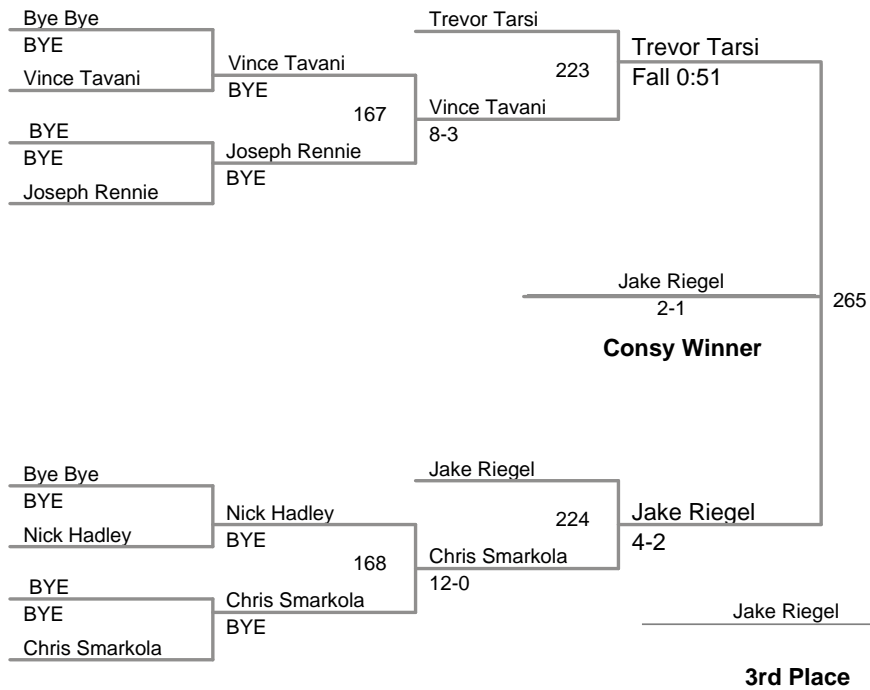 Bye Bye
BYE
Vince Tavani
BYE
BYE
Joseph Rennie
Vince Tavani
BYE
167
Joseph Rennie
BYE
Trevor Tarsi
223
Vince Tavani
8-3
Trevor Tarsi
Fall 0:51
Jake Riegel
2-1
265
Consy Winner
Bye Bye
BYE
Nick Hadley
BYE
BYE
Chris Smarkola
Nick Hadley
BYE
168
Chris Smarkola
BYE
Jake Riegel
224
Chris Smarkola
12-0
Jake Riegel
4-2
Jake Riegel
3rd Place